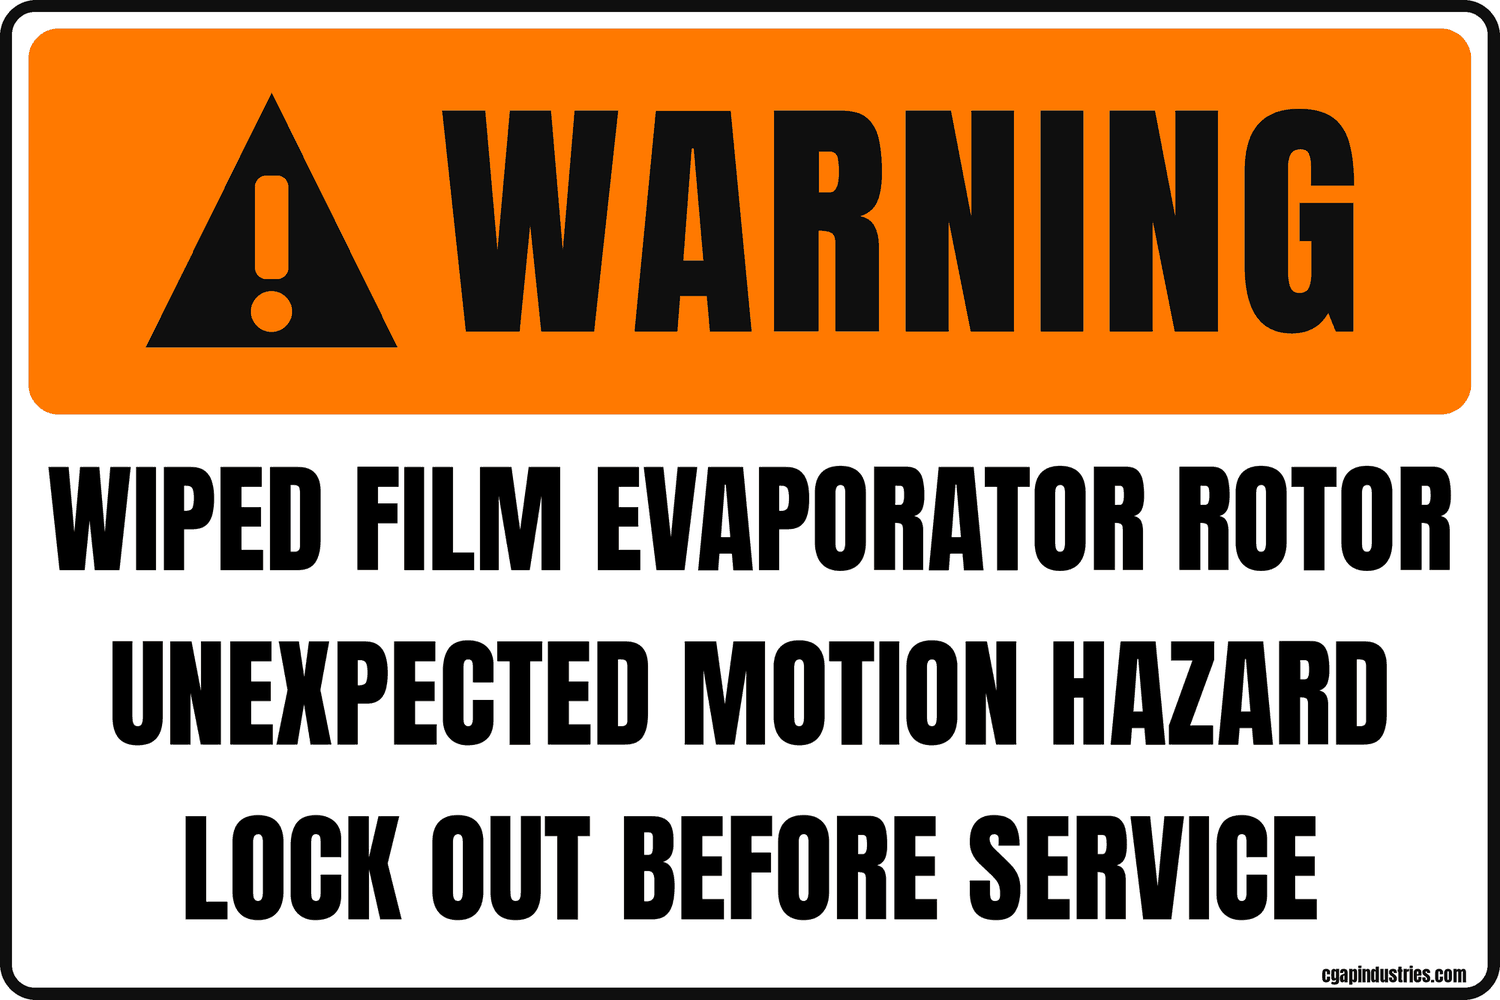 WARNING
WIPED FILM EVAPORATOR ROTOR
UNEXPECTED MOTION HAZARD
LOCK OUT BEFORE SERVICE
cgapindustries.com